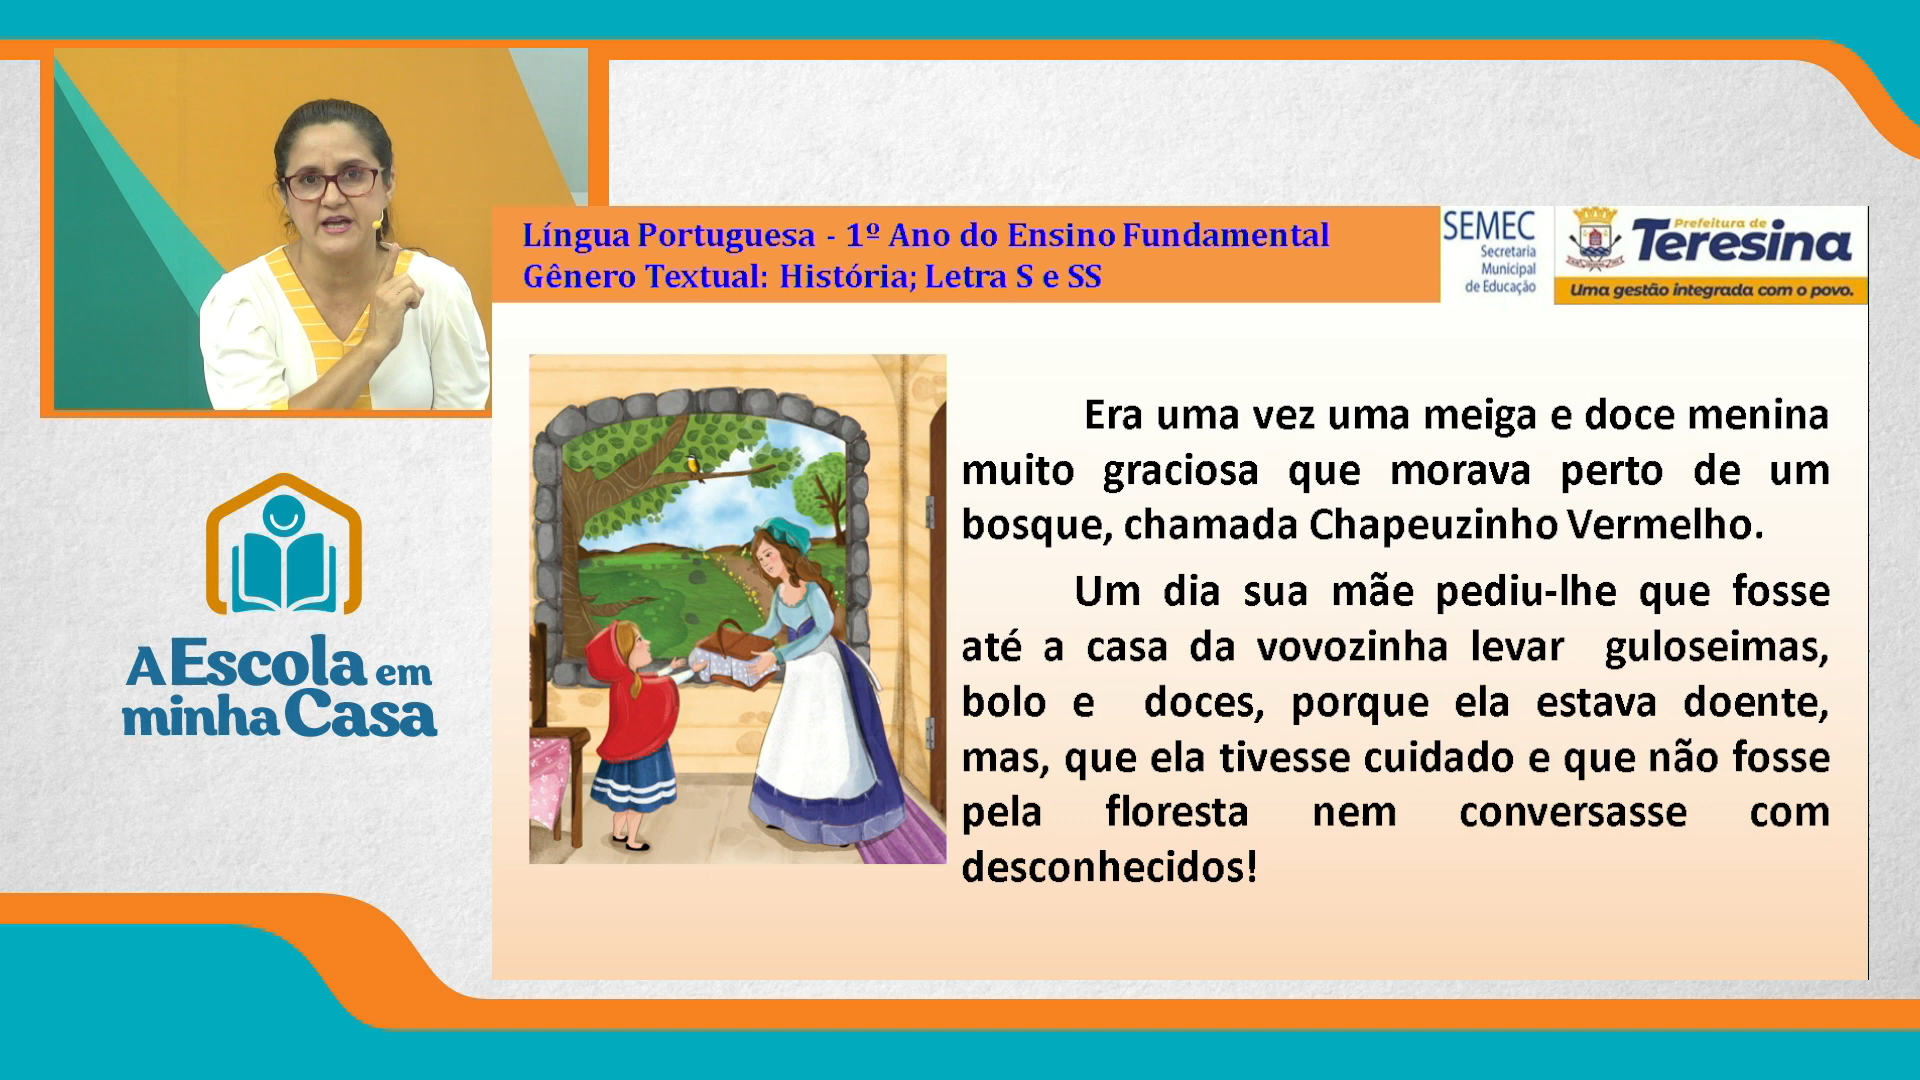 Língua Portuguesa - 1º Ano do Ensino Fundamental
Gênero Textual: História; Letra S e SS
SEMEC
Secretaria
Municipal
de Educação
Prefeitura de
Teresina
Uma gestão integrada com o povo.
Era uma vez uma meiga e doce menina
muito graciosa que morava perto de um
bosque, chamada Chapeuzinho Vermelho.
Um dia sua mãe pediu-lhe que fosse
até a casa da vovozinha levar guloseimas,
bolo e doces, porque ela estava doente,
mas, que ela tivesse cuidado e que não fosse
pela floresta nem conversasse com
desconhecidos!
A Escola em
minha Casa